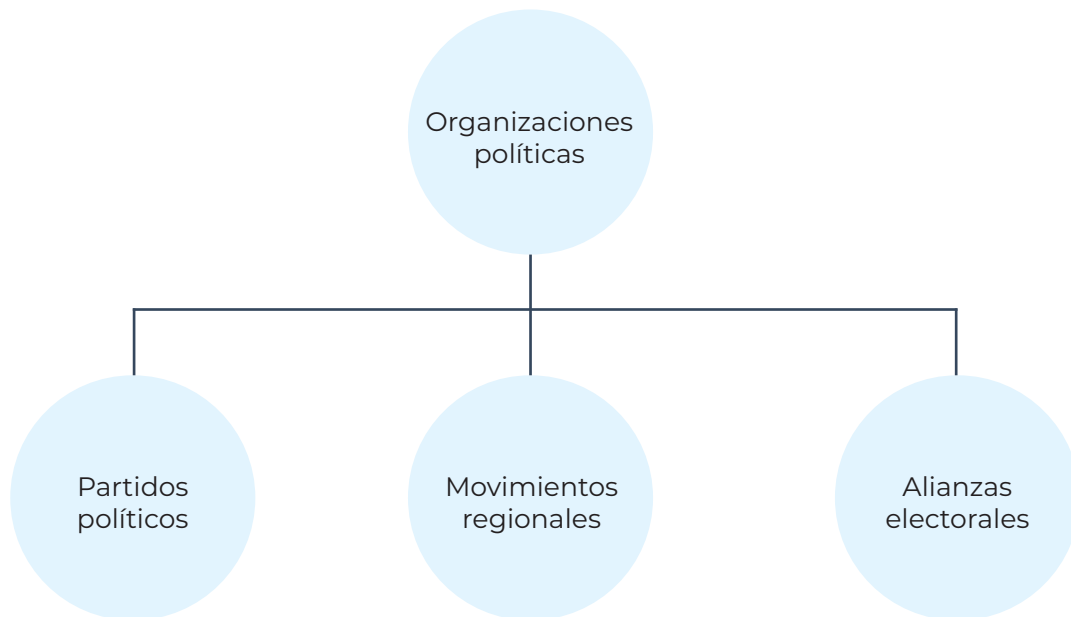 Organizaciones
políticas
Partidos
políticos
Movimientos
regionales
Alianzas
electorales